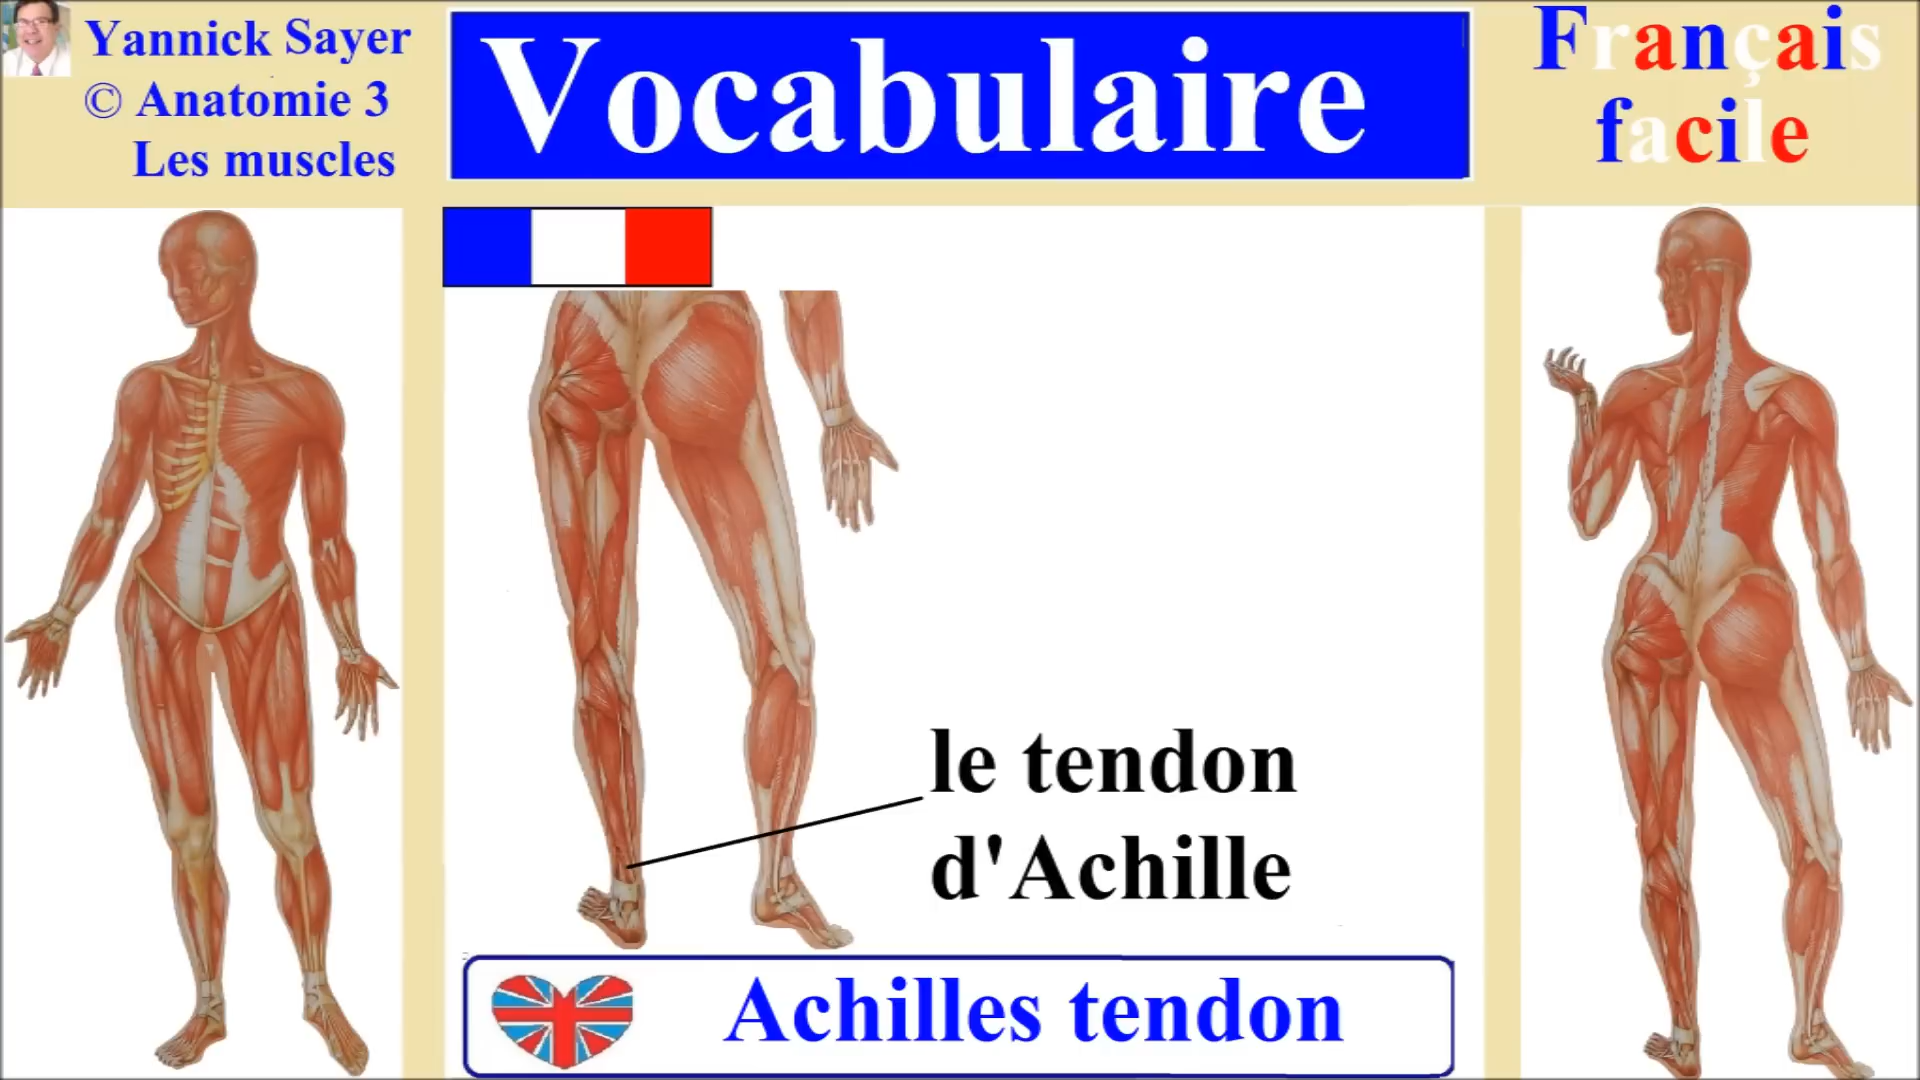 Yannick Sayer
© Anatomie 3
Les muscles
Vocabulaire
Français
facile
le tendon
d'Achille
Achilles tendon